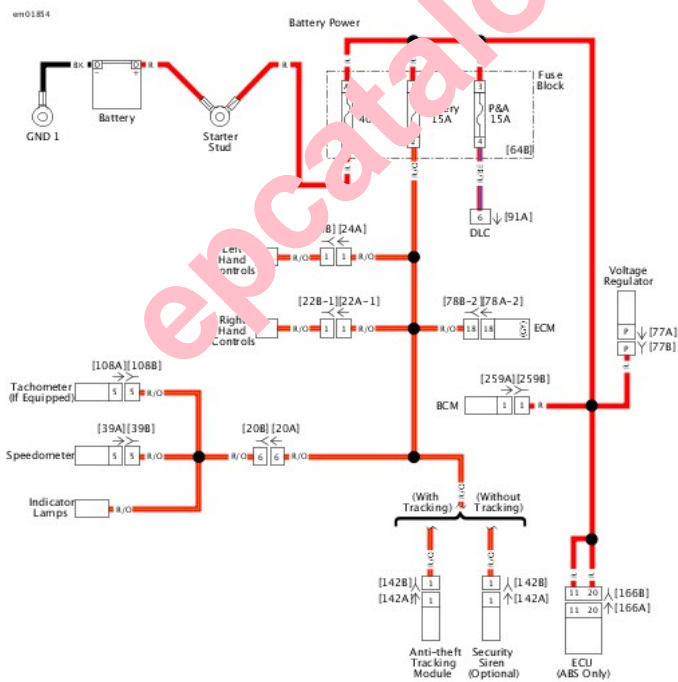 em01854
Battery Power
BK
R
R
Battery
GND 1
Starter
Stud
Fuse
Block
15A
P&A
15A
3
2
4
[64B]
R/O
R/BE
6
[91A]
DLC
[24A]
Hand
Controls
R/O
1 1
R/O
[22B-1][22A-1]
Right
Hand
Controls
R/O
1 1
R/O
[78B-2][78A-2]
R/O
18 18
(GY)
ECM
Voltage
Regulator
P
[77A]
P
[77B]
R
[259A][259B]
BCM
1 1
R
[108A][108B]
Tachometer
(If Equipped)
5 5
R/O
[39A][39B]
Speedometer
5 5
R/O
[20B][20A]
R/O
6 6
R/O
Indicator
Lamps
R/O
R/O
(With
Tracking)
(Without
Tracking)
R/O
R/O
[142B]
1
[142A]
1
1
[142B]
1
[142A]
Anti-theft
Tracking
Module
Security
Siren
(Optional)
R
R
11 20
[166B]
11 20
[166A]
ECU
(ABS Only)
epcatalo